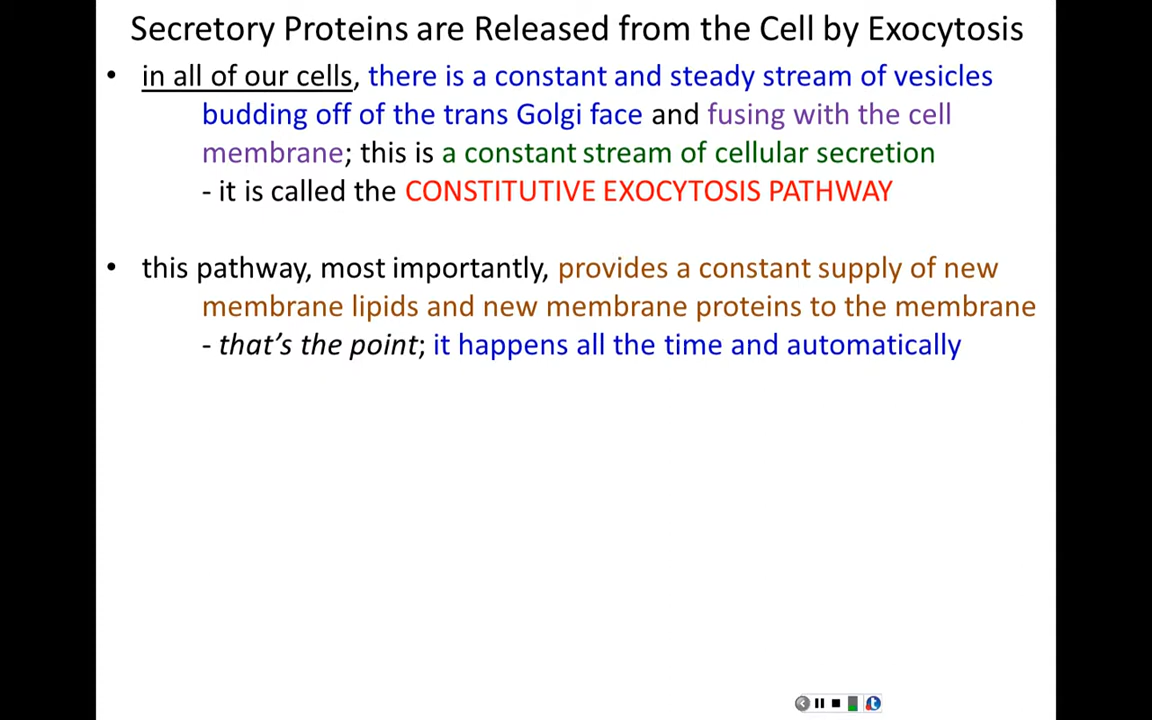 Secretory Proteins are Released from the Cell by Exocytosis
• in all of our cells, there is a constant and steady stream of vesicles
budding off of the trans Golgi face and fusing with the cell
membrane; this is a constant stream of cellular secretion
- it is called the CONSTITUTIVE EXOCYTOSIS PATHWAY
• this pathway, most importantly, provides a constant supply of new
membrane lipids and new membrane proteins to the membrane
- that's the point; it happens all the time and automatically